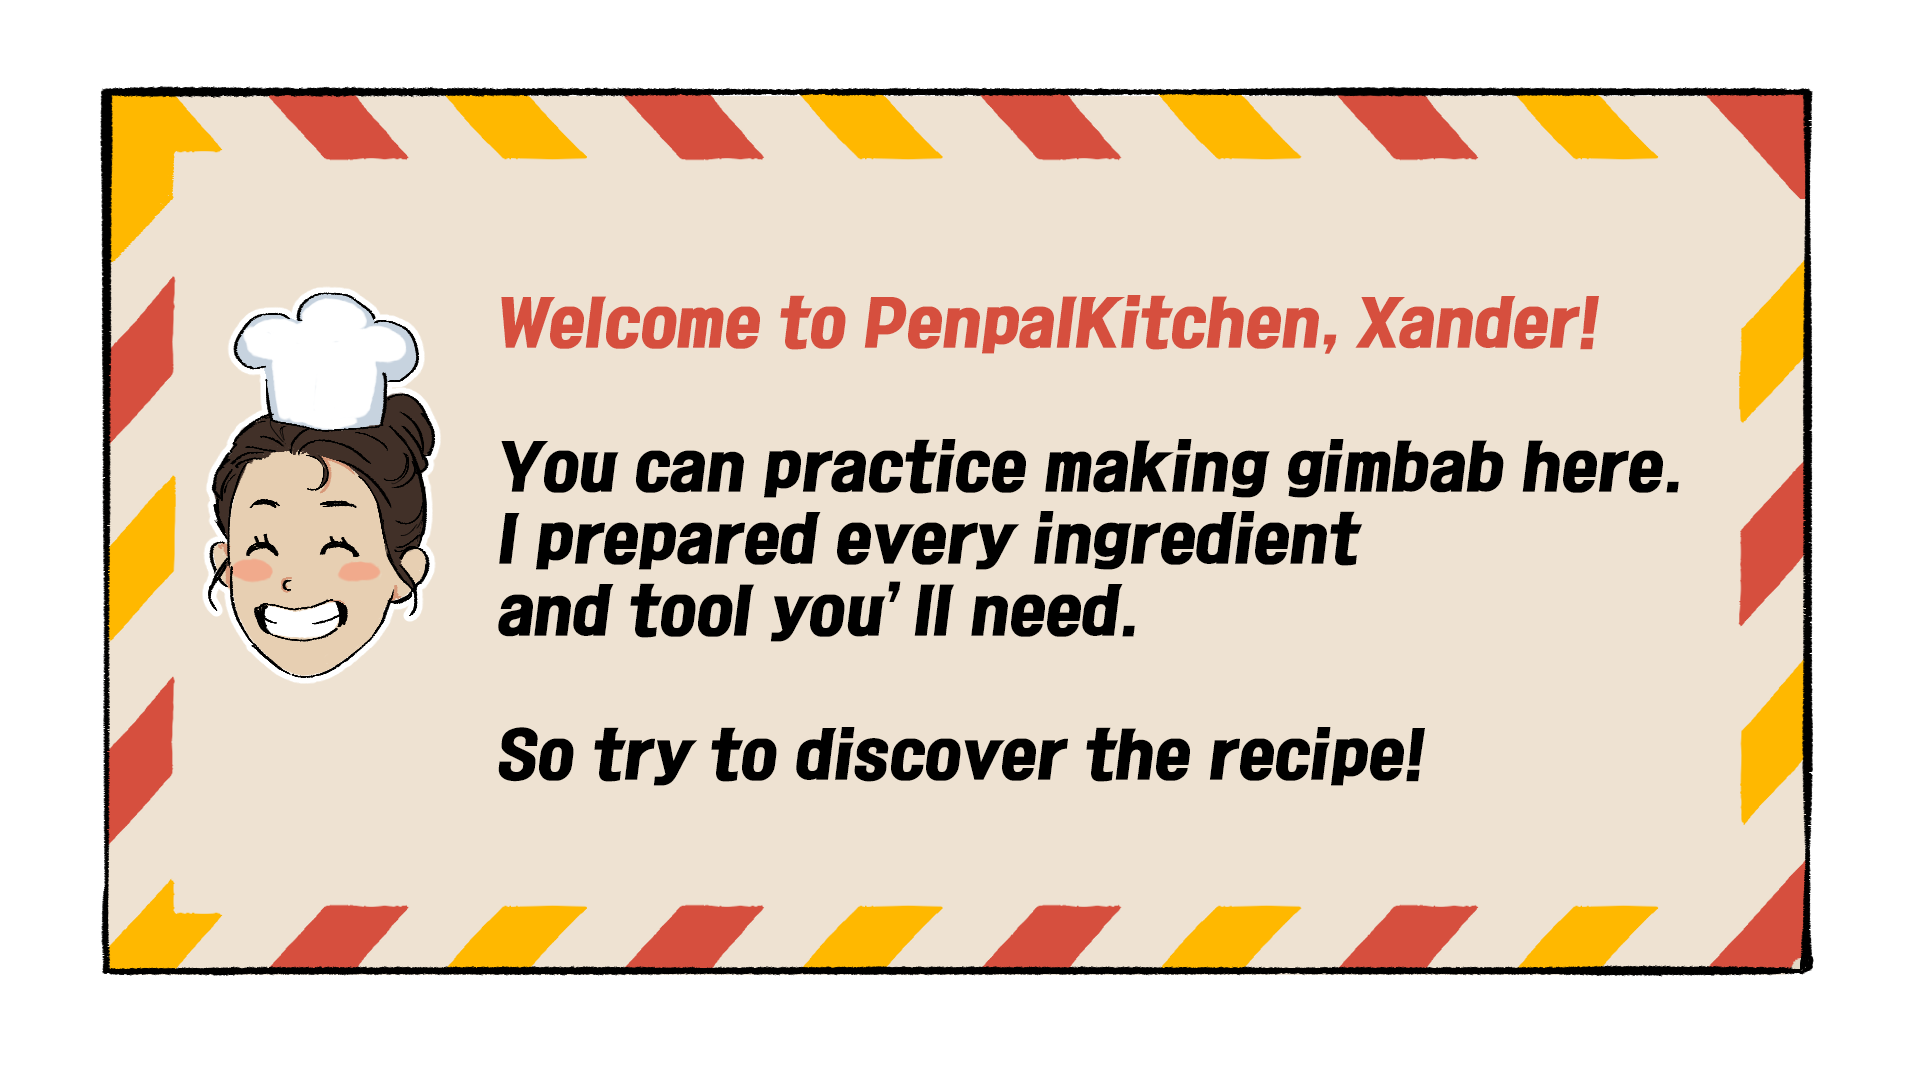 Welcome to PenpalKitchen, Xander!
You can practice making gimbab here.
I prepared every ingredient
and tool you'll need.
So try to discover the recipe!